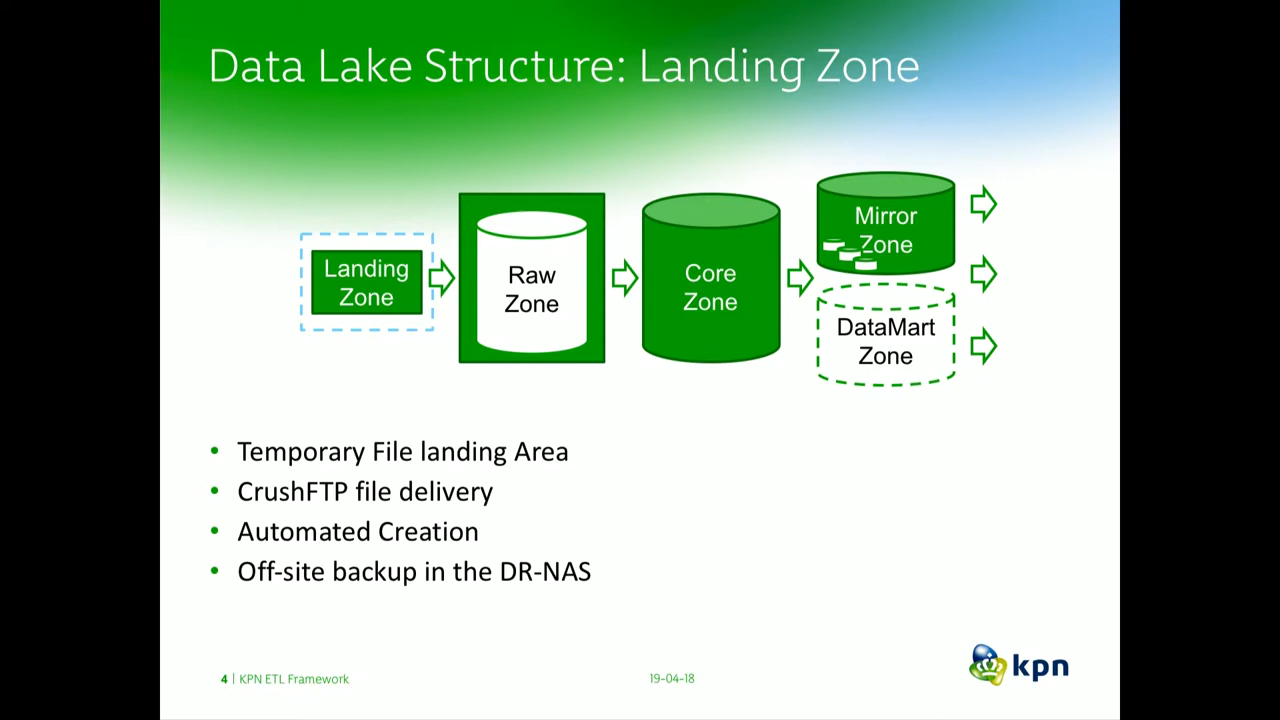 Data Lake Structure: Landing Zone
Landing
Zone
Raw
Zone
Core
Zone
Mirror
Zone
DataMart
Zone
• Temporary File landing Area
• CrushFTP file delivery
• Automated Creation
• Off-site backup in the DR-NAS
4 | KPN ETL Framework
19-04-18
kpn